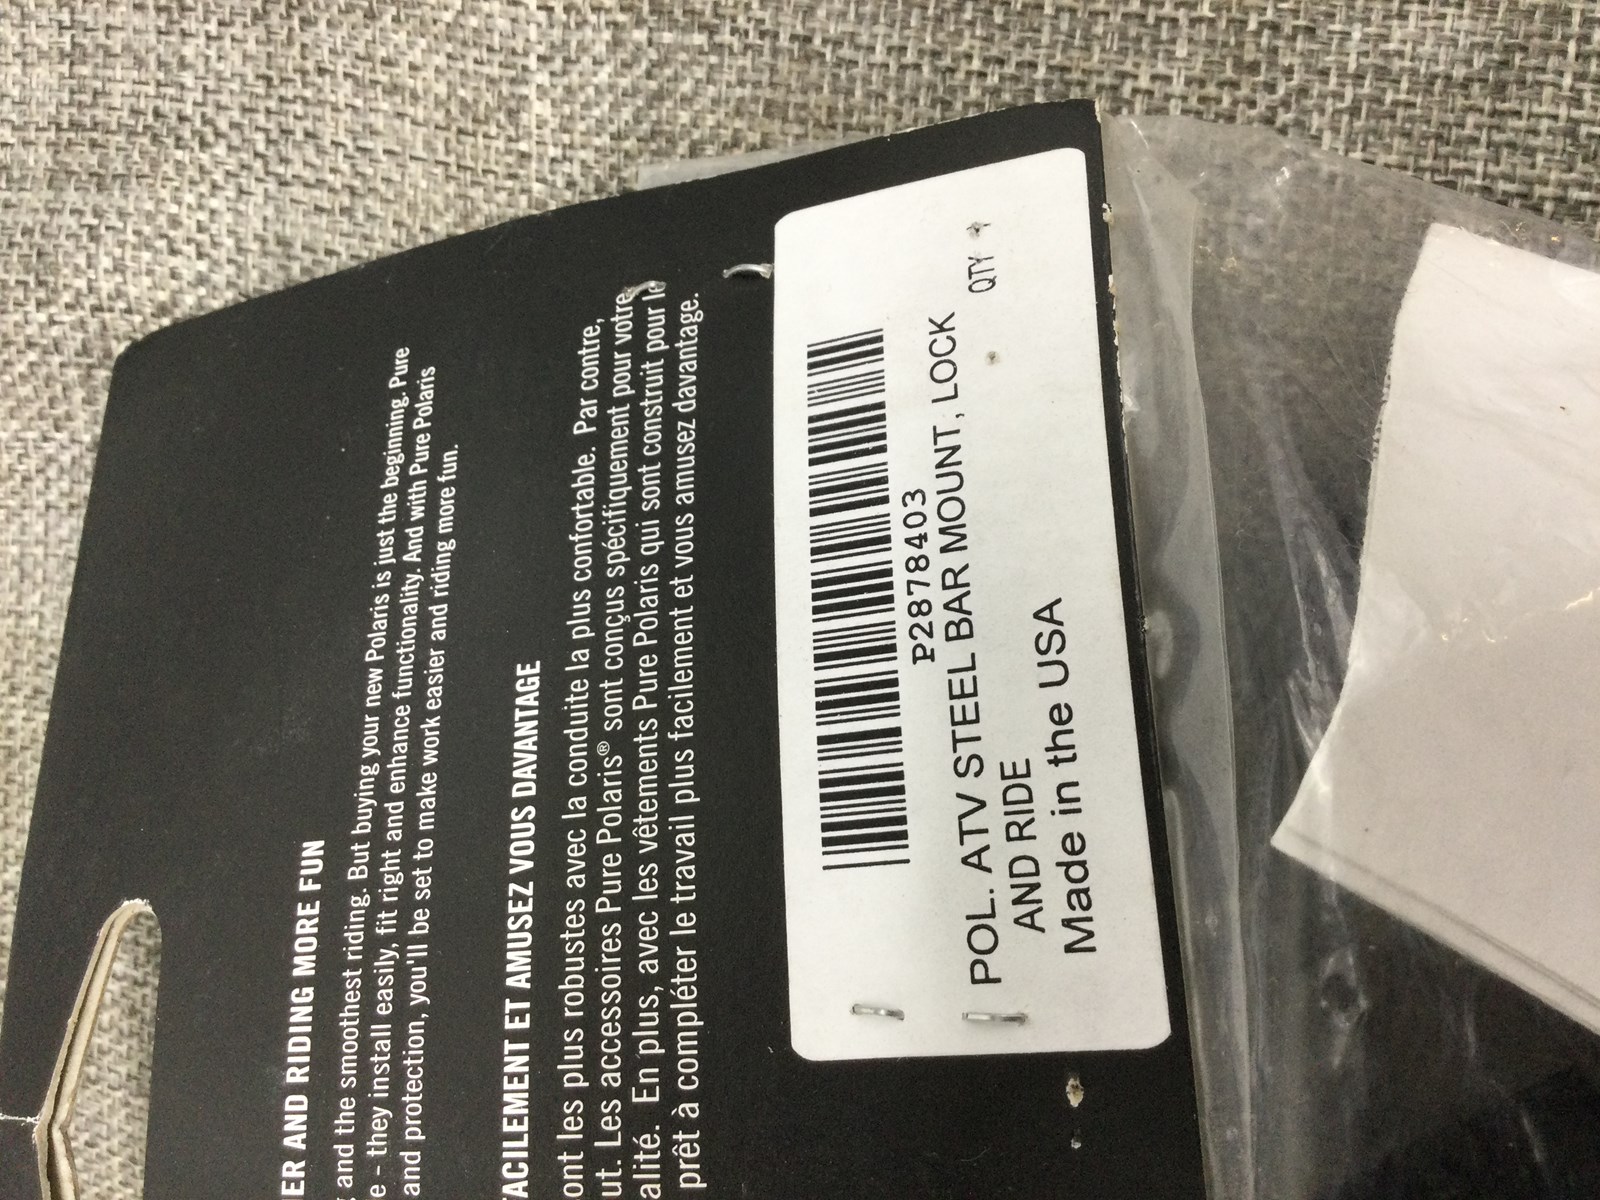 ER AND RIDING MORE FUN
and the smoothest riding. But buying your new Polaris is just the beginning. Pure
e - they install easily, fit right and enhance functionality. And with Pure Polaris
and protection, you'll be set to make work easier and riding more fun.
ACILEMENT ET AMUSEZ VOUS DAVANTAGE
ont les plus robustes avec la conduite la plus confortable. Par contre,
ut. Les accessoires Pure Polaris® sont conçus spécifiquement pour votre
alité. En plus, avec les vêtements Pure Polaris qui sont construit pour le
prêt à compléter le travail plus facilement et vous amusez davantage.
P2878403
POL. ATV STEEL BAR MOUNT, LOCK
AND RIDE QTY
Made in the USA